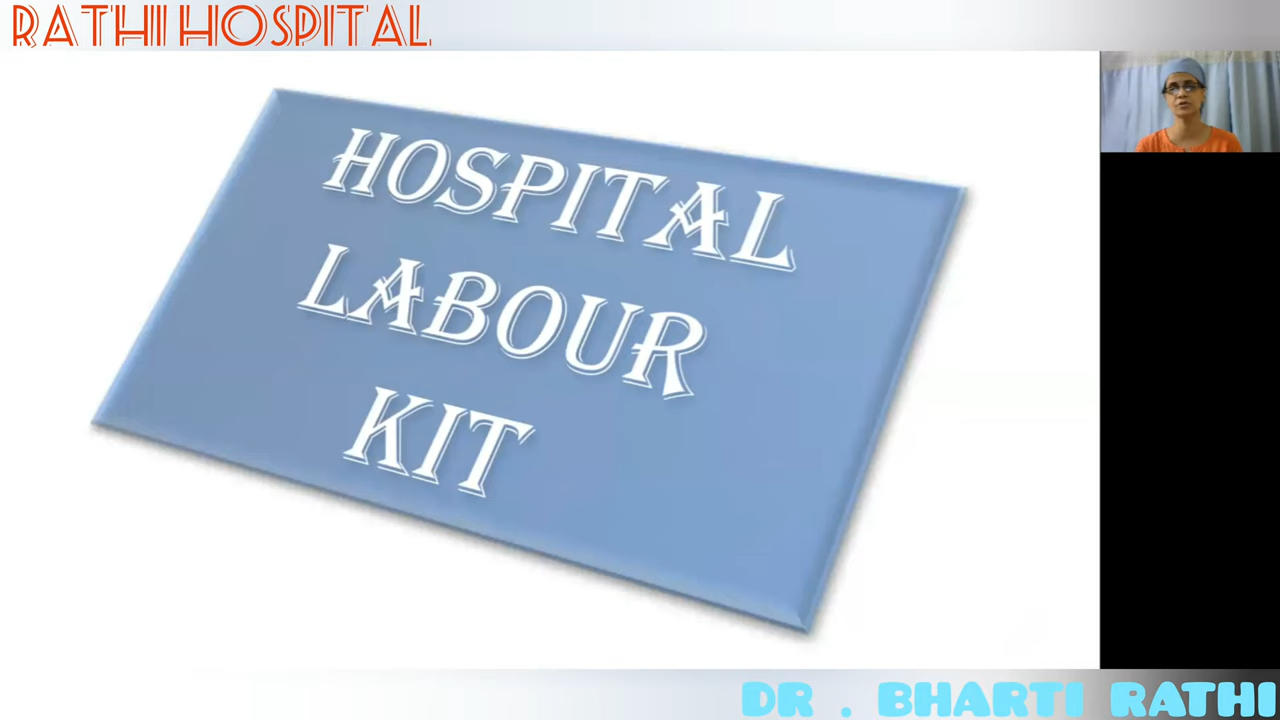 RATHI HOSPITAL
HOSPITAL
LABOUR
KIT
DR . BHARTI RATHI